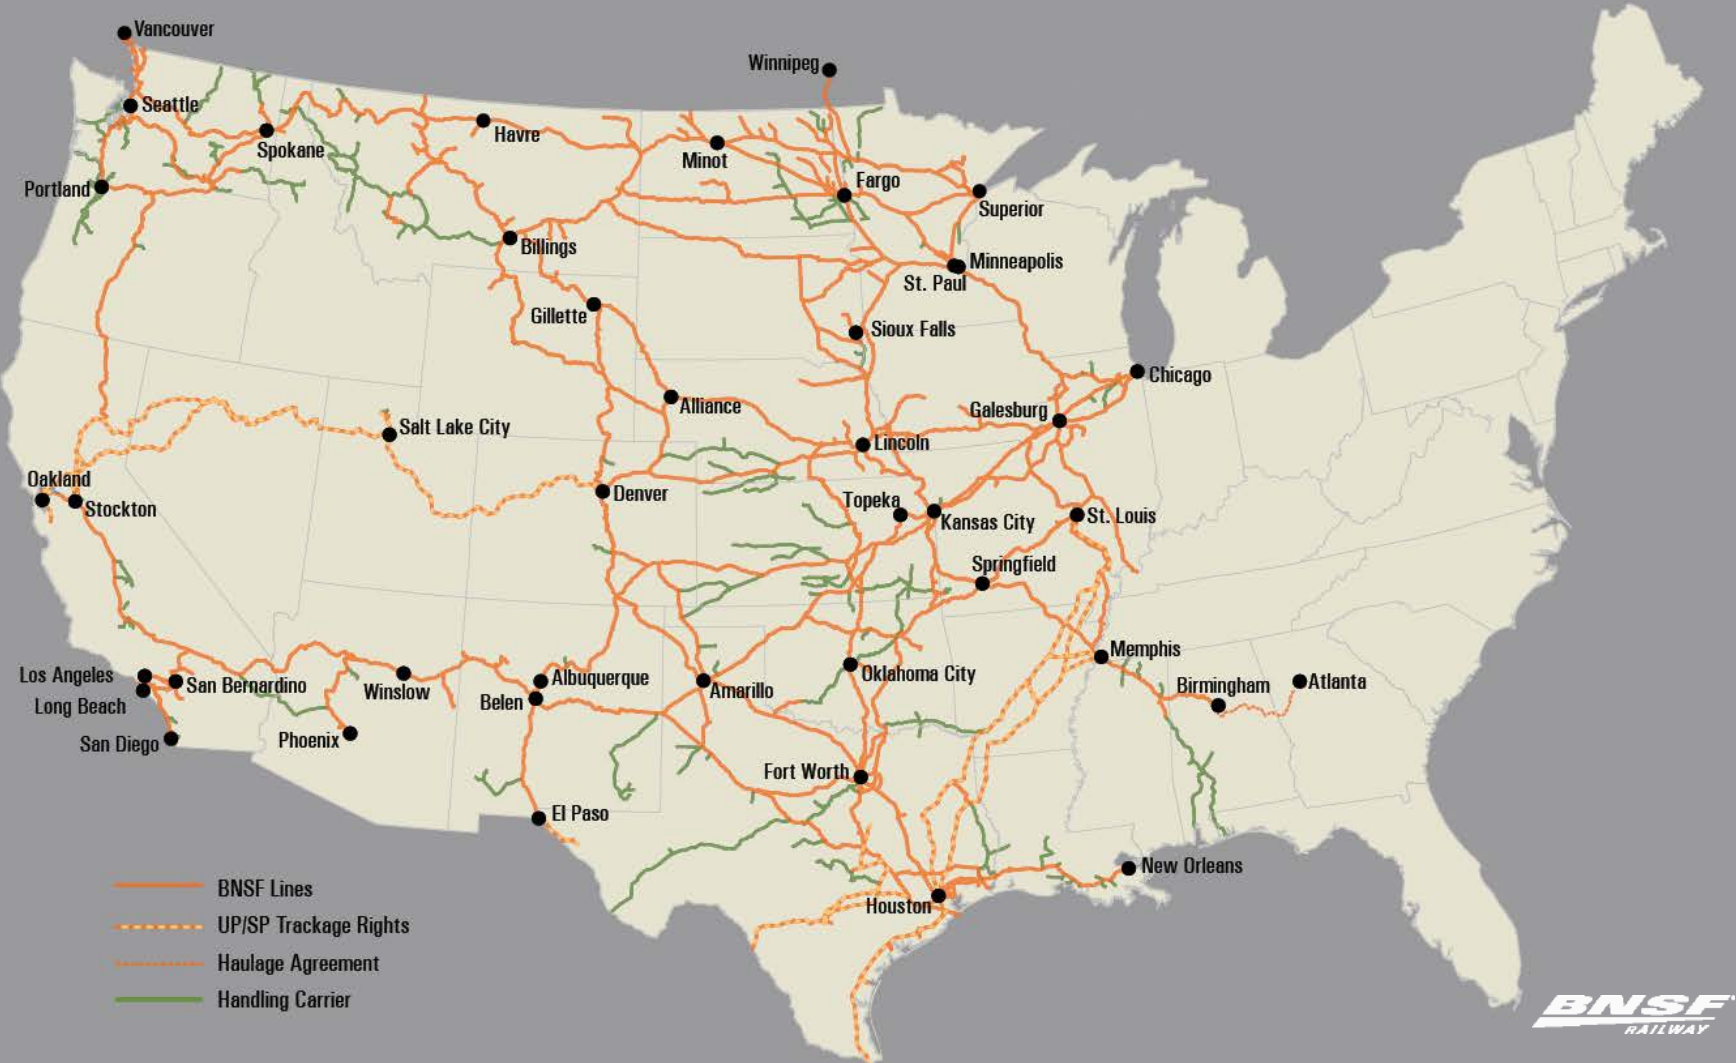 Vancouver
Winnipeg
Seattle
Havre
Spokane
Minot
Portland
Fargo
Superior
Billings
Minneapolis
St. Paul
Gillette
Sioux Falls
Chicago
Alliance
Galesburg
Salt Lake City
Lincoln
Oakland
Denver
Topeka
Stockton
Kansas City
St. Louis
Springfield
Memphis
Los Angeles
San Bernardino
Winslow
Albuquerque
Oklahoma City
Birmingham
Atlanta
Long Beach
Belen
Amarillo
San Diego
Phoenix
Fort Worth
El Paso
New Orleans
Houston
BNSF Lines
UP/SP Trackage Rights
Haulage Agreement
Handling Carrier
BNSF
RAILWAY